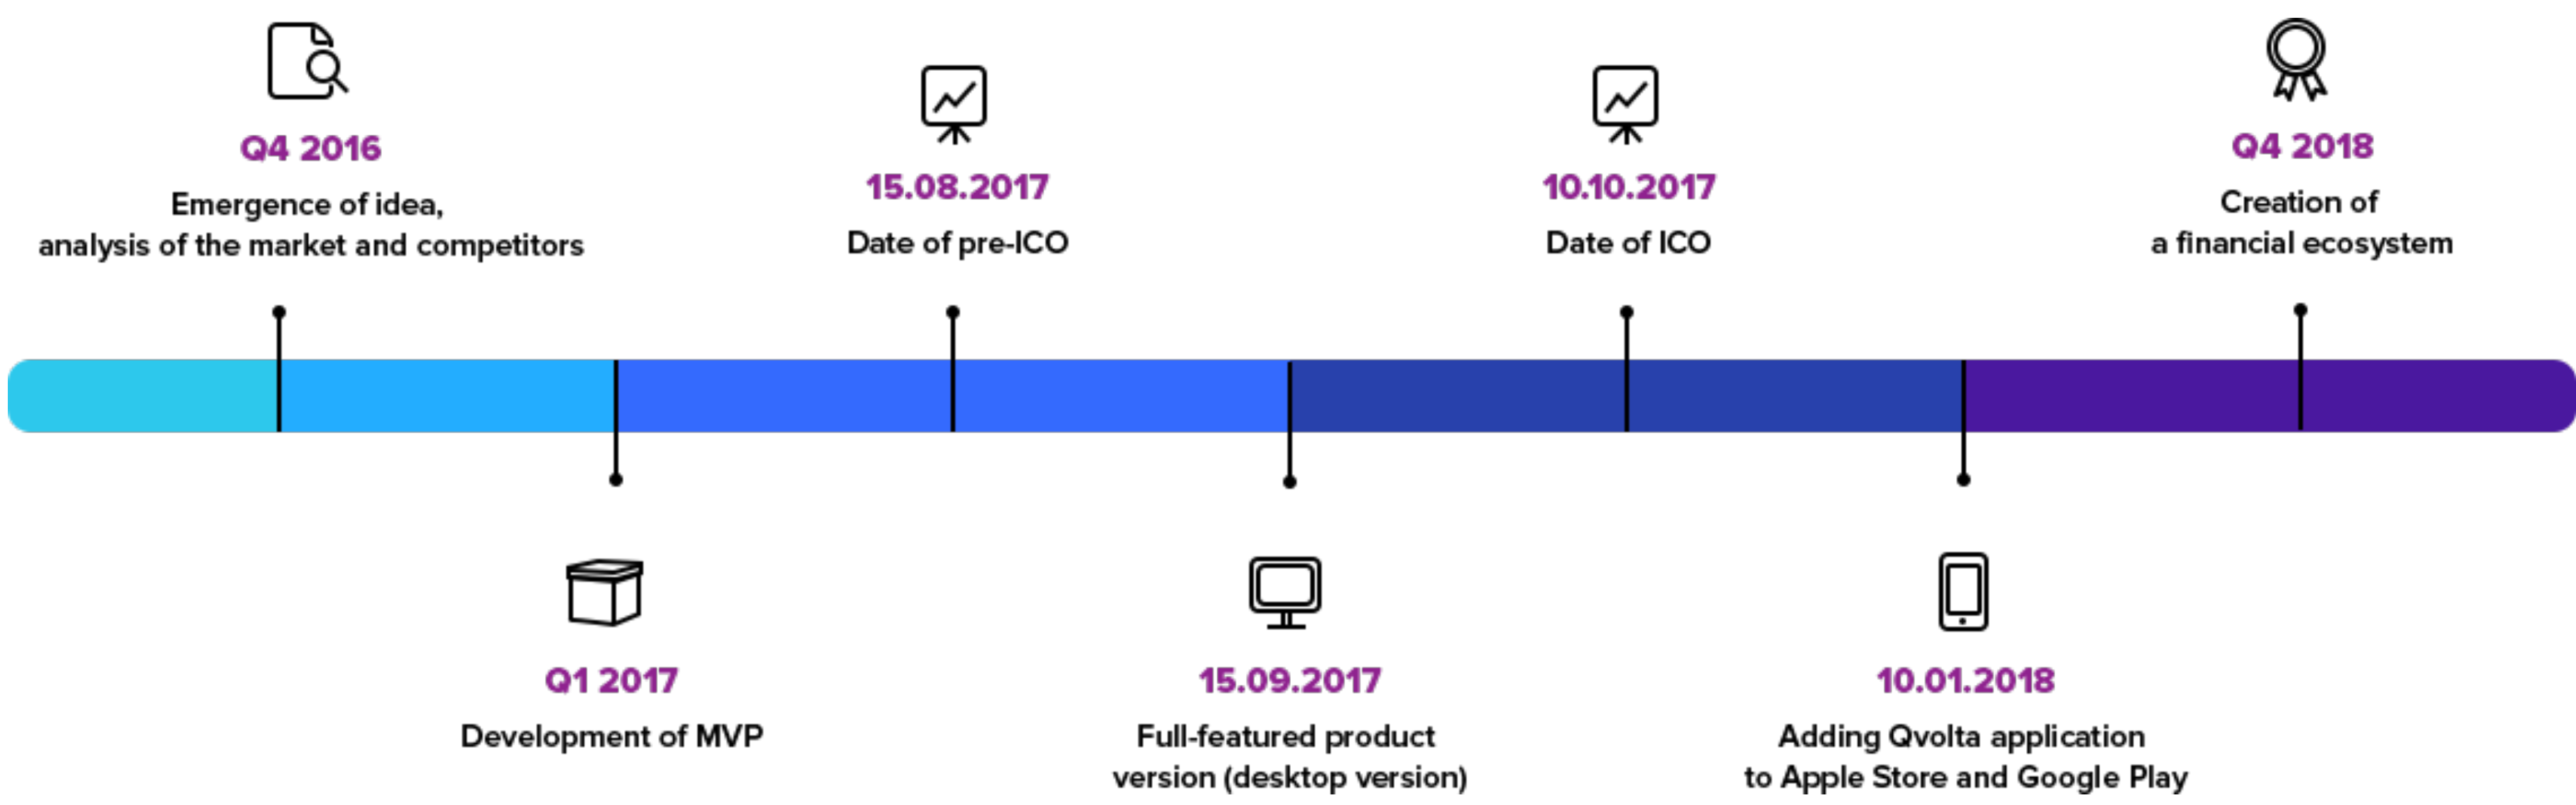 Q4 2016
Emergence of idea,
analysis of the market and competitors
Q1 2017
Development of MVP
15.08.2017
Date of pre-ICO
15.09.2017
Full-featured product
version (desktop version)
10.10.2017
Date of ICO
10.01.2018
Adding Qvolta application
to Apple Store and Google Play
Q4 2018
Creation of
a financial ecosystem